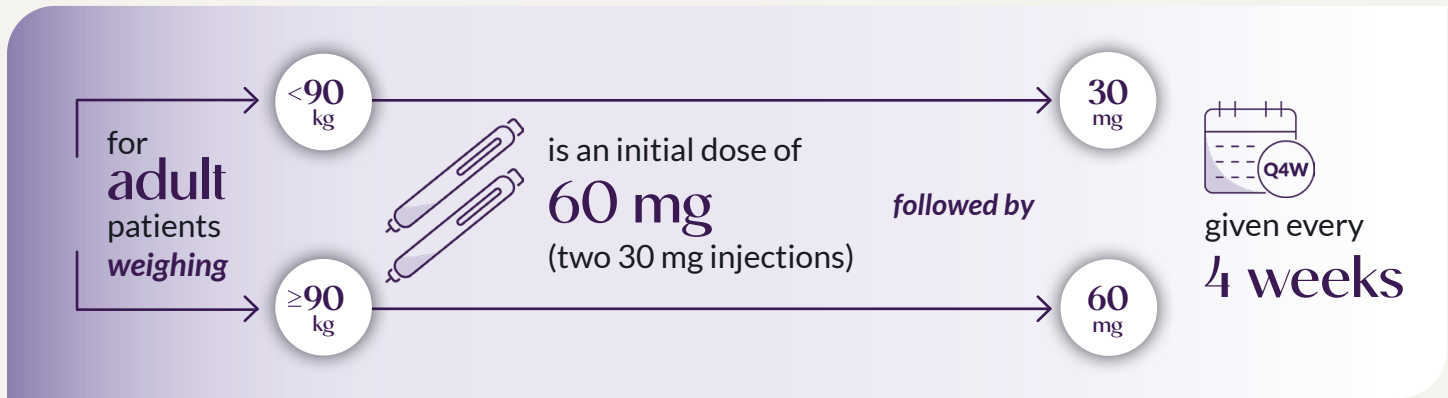 for
adult
patients
weighing
<90
kg
≥90
kg
is an initial dose of
60 mg
(two 30 mg injections)
followed by
30
mg
60
mg
Q4W
given every
4 weeks